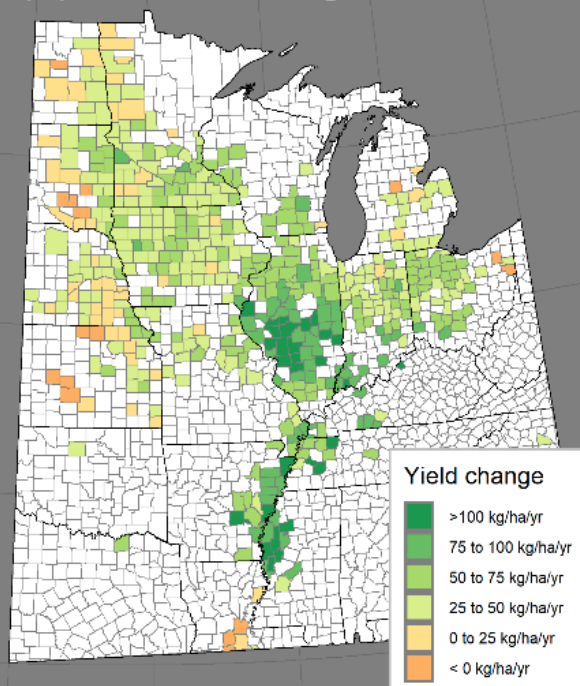 Yield change
>100 kg/ha/yr
75 to 100 kg/ha/yr
50 to 75 kg/ha/yr
25 to 50 kg/ha/yr
0 to 25 kg/ha/yr
< 0 kg/ha/yr